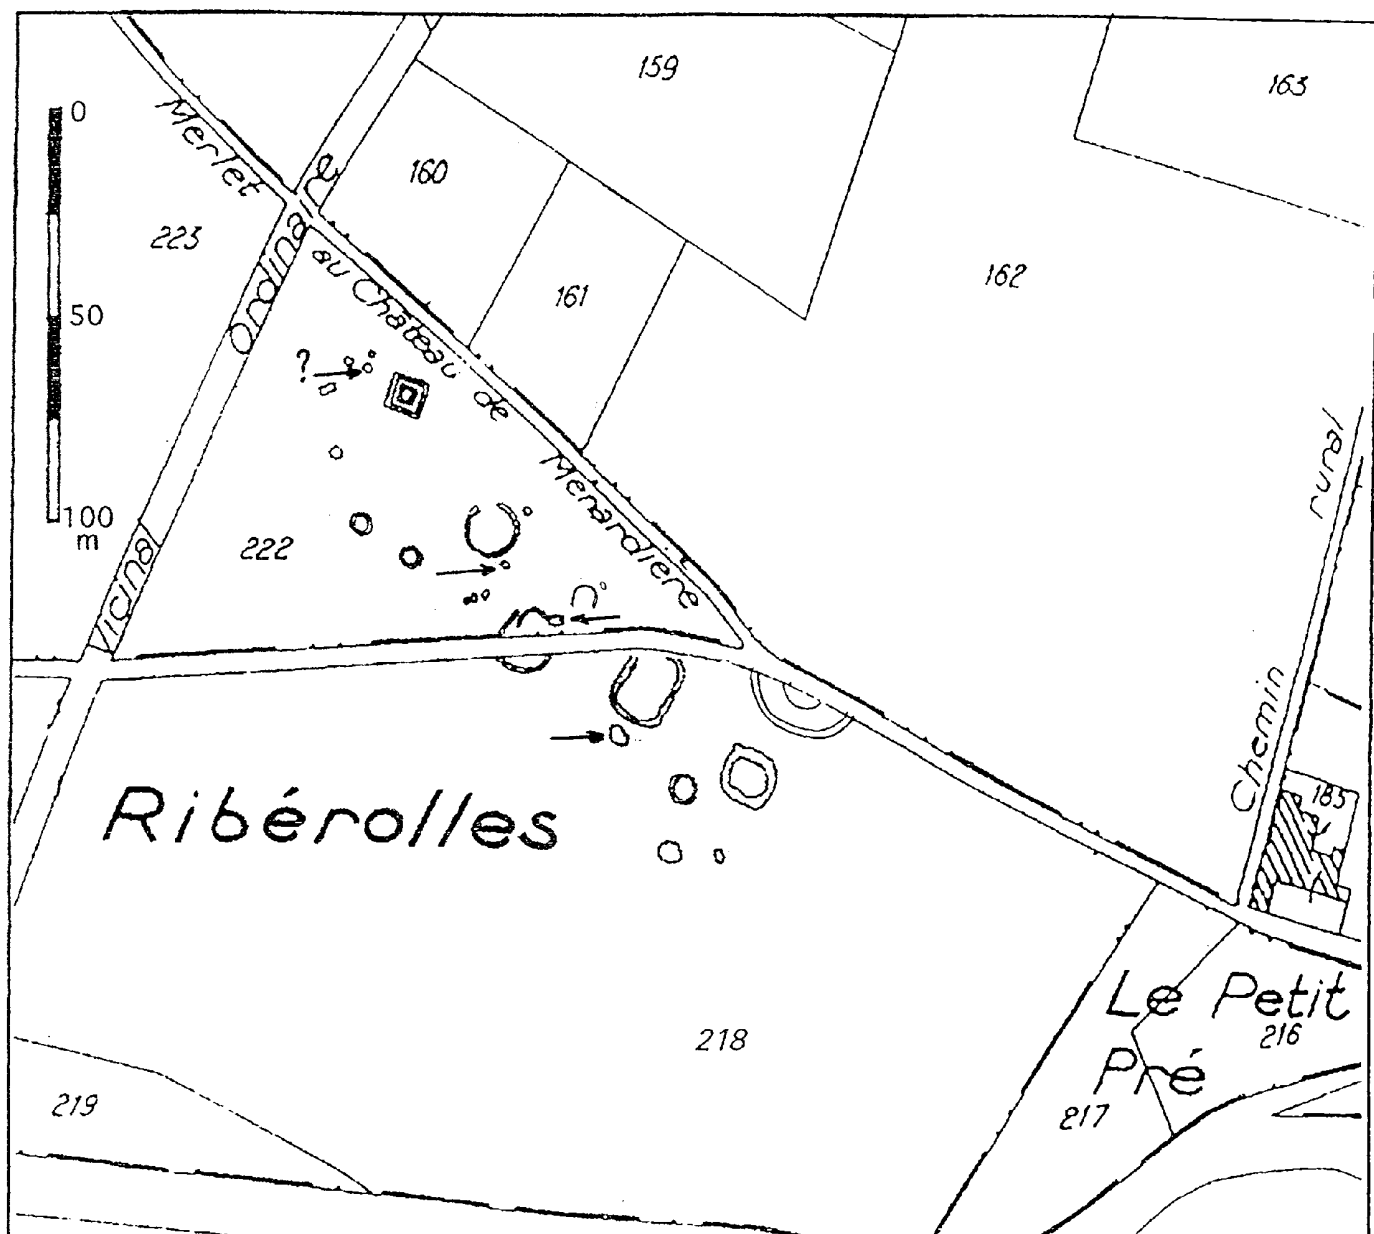 159
163
0
Merlet
160
223
Ordinaire
au Château de Menardiere
162
161
50
?
rural
100
m
222
Vicinal
Chemin
185
Ribérolles
Le Petit Pré
216
218
219
217